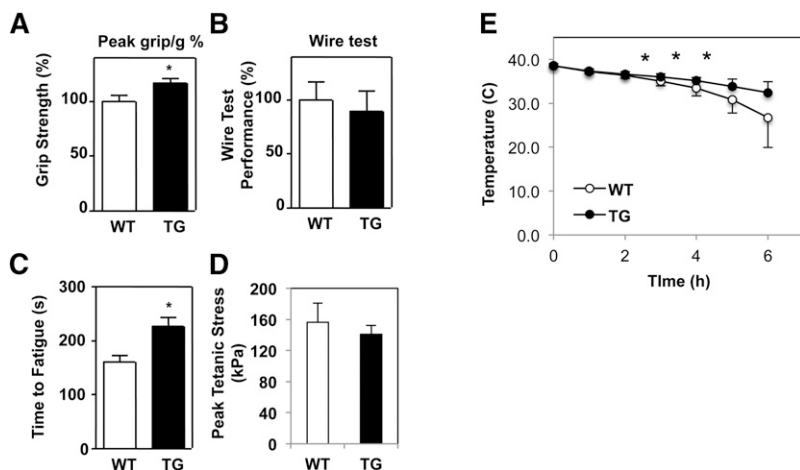 A
Peak grip/g %
Grip Strength (%)
100
50
0
*
WT TG
B
Wire test
Wire Test
Performance (%)
100
50
0
WT TG
C
Time to Fatigue (s)
300
200
100
0
*
WT TG
D
Peak Tetanic Stress
(kPa)
200
160
120
80
40
0
WT TG
E
Temperature (C)
40.0
30.0
20.0
10.0
0.0
* * *
WT
TG
0 2 4 6
TIme (h)